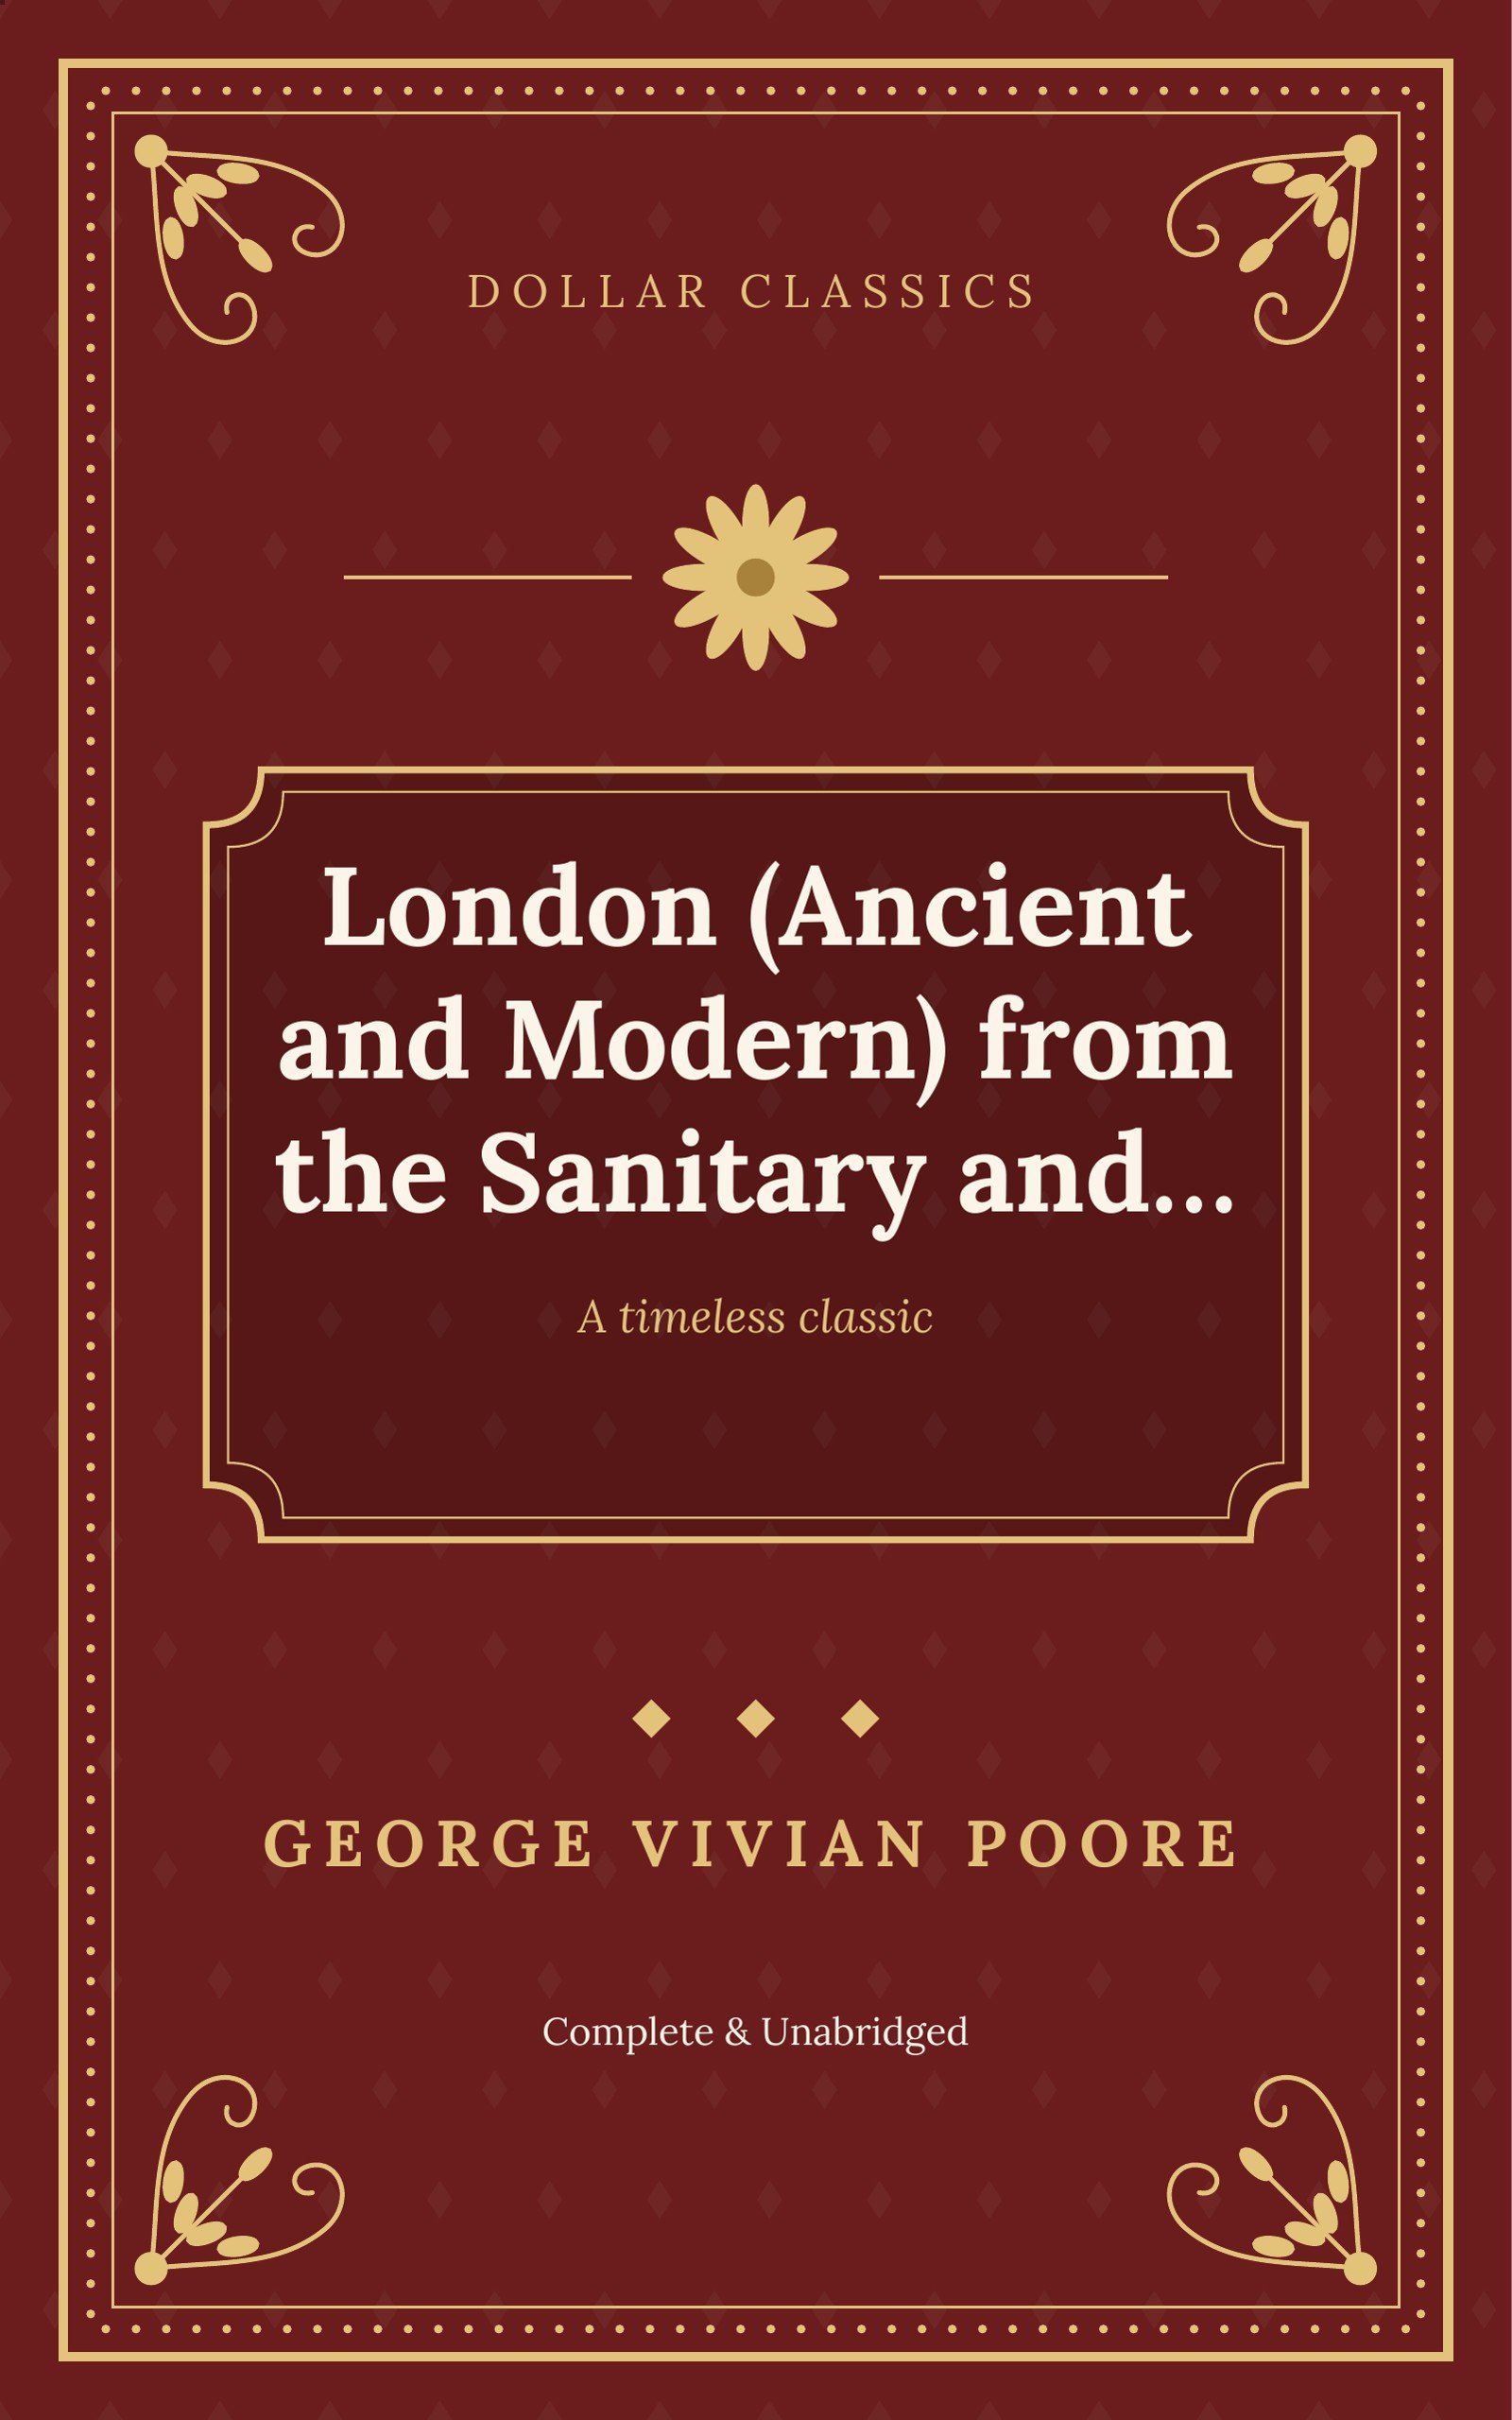 DOLLAR CLASSICS
London (Ancient
and Modern) from
the Sanitary and...
A timeless classic
GEORGE VIVIAN POORE
Complete & Unabridged